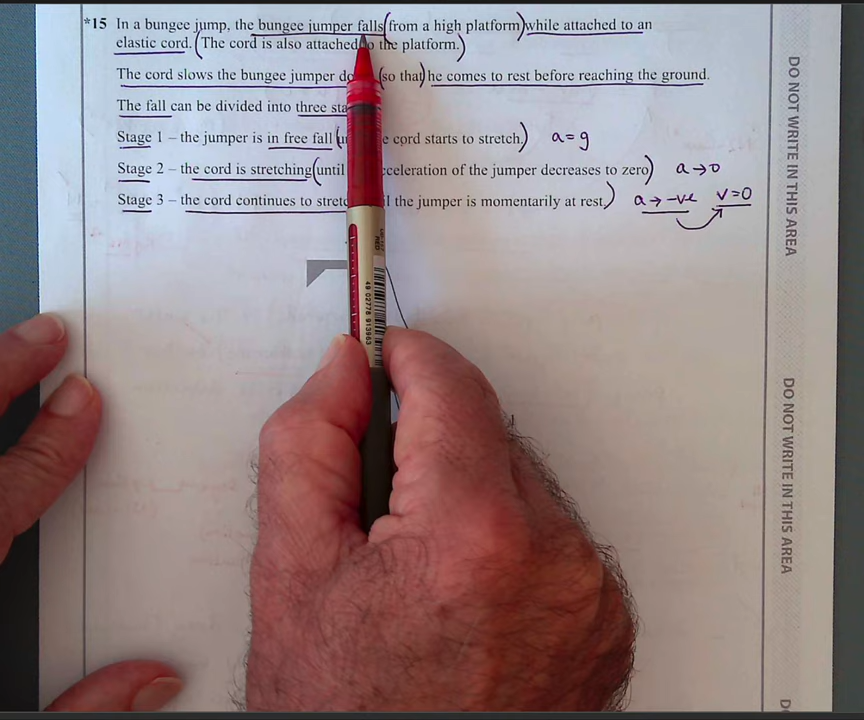 *15 In a bungee jump, the bungee jumper falls (from a high platform) while attached to an
elastic cord. (The cord is also attached the platform.)
The cord slows the bungee jumper (so that) he comes to rest before reaching the ground.
The fall can be divided into three
Stage 1 – the jumper is in free fall ( cord starts to stretch.) a = g
Stage 2 – the cord is stretching (until acceleration of the jumper decreases to zero) a → 0
Stage 3 – the cord continues to the jumper is momentarily at rest.) a → -ve v = 0
DO NOT WRITE IN THIS AREA
DO NOT WRITE IN THIS AREA
RED
49 02778 913963